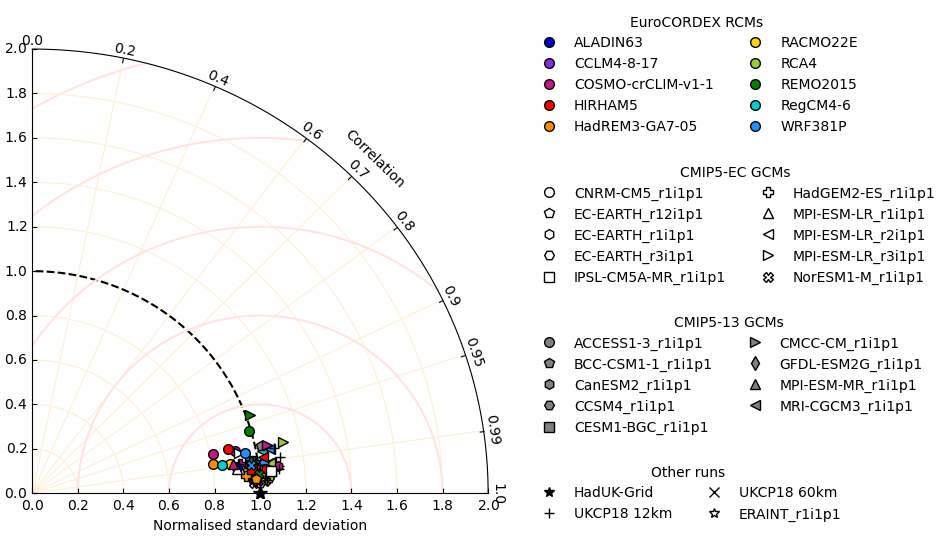 0.0
0.2
0.4
0.6
Correlation
0.7
0.8
0.9
0.95
0.99
1.0
2.0
1.8
1.6
1.4
1.2
1.0
0.8
0.6
0.4
0.2
0.0
0.0 0.2 0.4 0.6 0.8 1.0 1.2 1.4 1.6 1.8 2.0
Normalised standard deviation
EuroCORDEX RCMs
ALADIN63
CCLM4-8-17
COSMO-crCLIM-v1-1
HIRHAM5
HadREM3-GA7-05
RACMO22E
RCA4
REMO2015
RegCM4-6
WRF381P
CMIP5-EC GCMs
CNRM-CM5_r1i1p1
EC-EARTH_r12i1p1
EC-EARTH_r1i1p1
EC-EARTH_r3i1p1
IPSL-CM5A-MR_r1i1p1
HadGEM2-ES_r1i1p1
MPI-ESM-LR_r1i1p1
MPI-ESM-LR_r2i1p1
MPI-ESM-LR_r3i1p1
NorESM1-M_r1i1p1
CMIP5-13 GCMs
ACCESS1-3_r1i1p1
BCC-CSM1-1_r1i1p1
CanESM2_r1i1p1
CCSM4_r1i1p1
CESM1-BGC_r1i1p1
CMCC-CM_r1i1p1
GFDL-ESM2G_r1i1p1
MPI-ESM-MR_r1i1p1
MRI-CGCM3_r1i1p1
Other runs
HadUK-Grid
UKCP18 12km
UKCP18 60km
ERAINT_r1i1p1